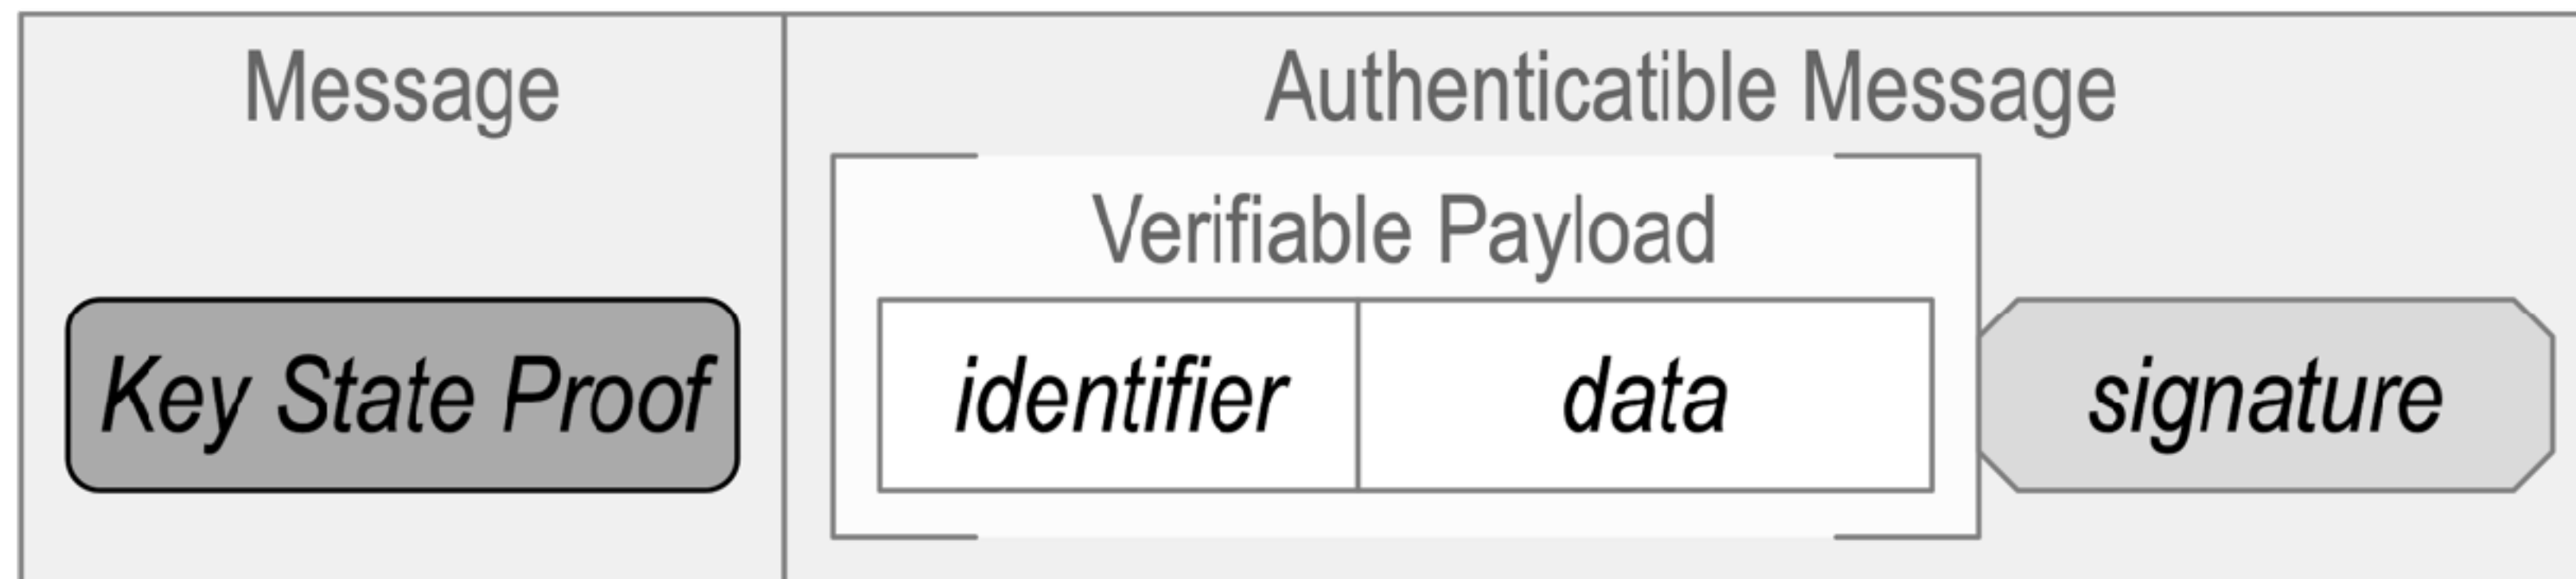 Message
Authenticatible Message
Verifiable Payload
Key State Proof
identifier
data
signature